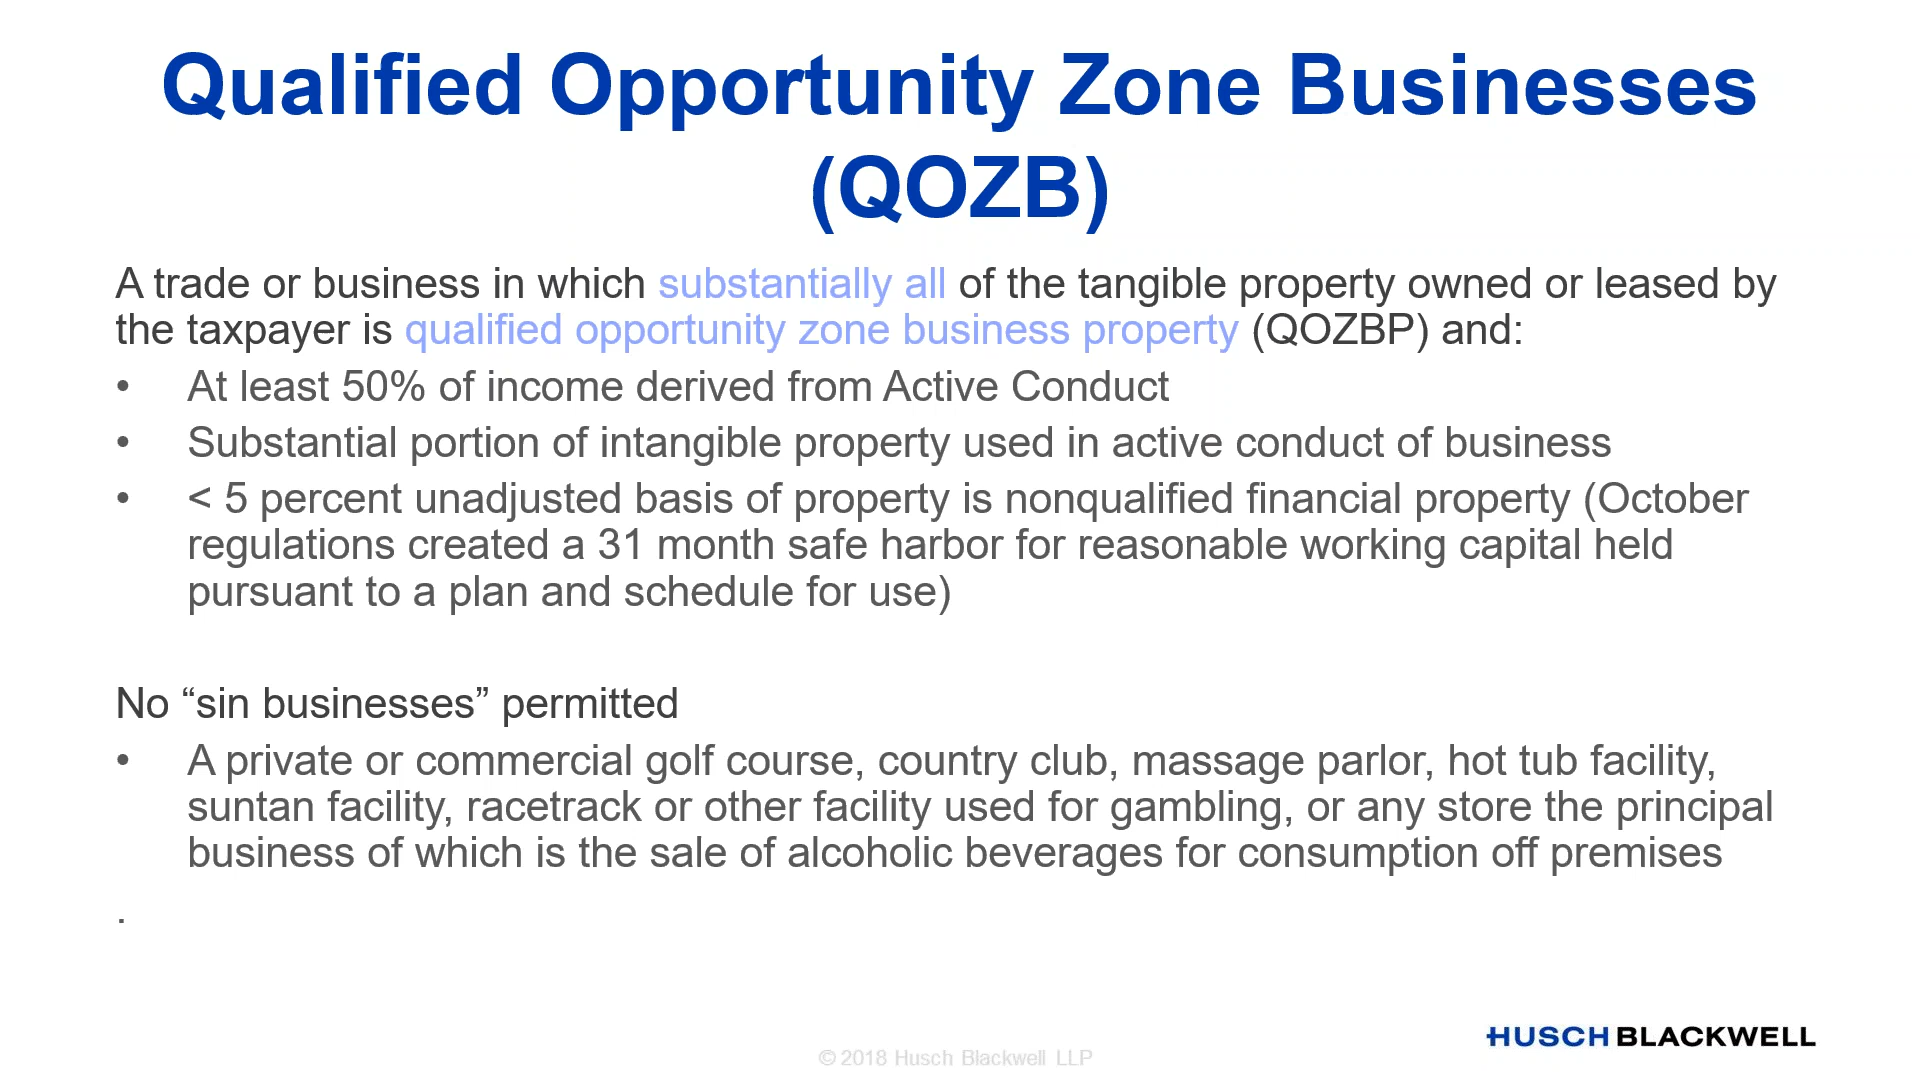 Qualified Opportunity Zone Businesses
(QOZB)
A trade or business in which substantially all of the tangible property owned or leased by
the taxpayer is qualified opportunity zone business property (QOZBP) and:
• At least 50% of income derived from Active Conduct
• Substantial portion of intangible property used in active conduct of business
• < 5 percent unadjusted basis of property is nonqualified financial property (October
regulations created a 31 month safe harbor for reasonable working capital held
pursuant to a plan and schedule for use)
No “sin businesses” permitted
• A private or commercial golf course, country club, massage parlor, hot tub facility,
suntan facility, racetrack or other facility used for gambling, or any store the principal
business of which is the sale of alcoholic beverages for consumption off premises
.
HUSCH BLACKWELL
© 2018 Husch Blackwell LLP